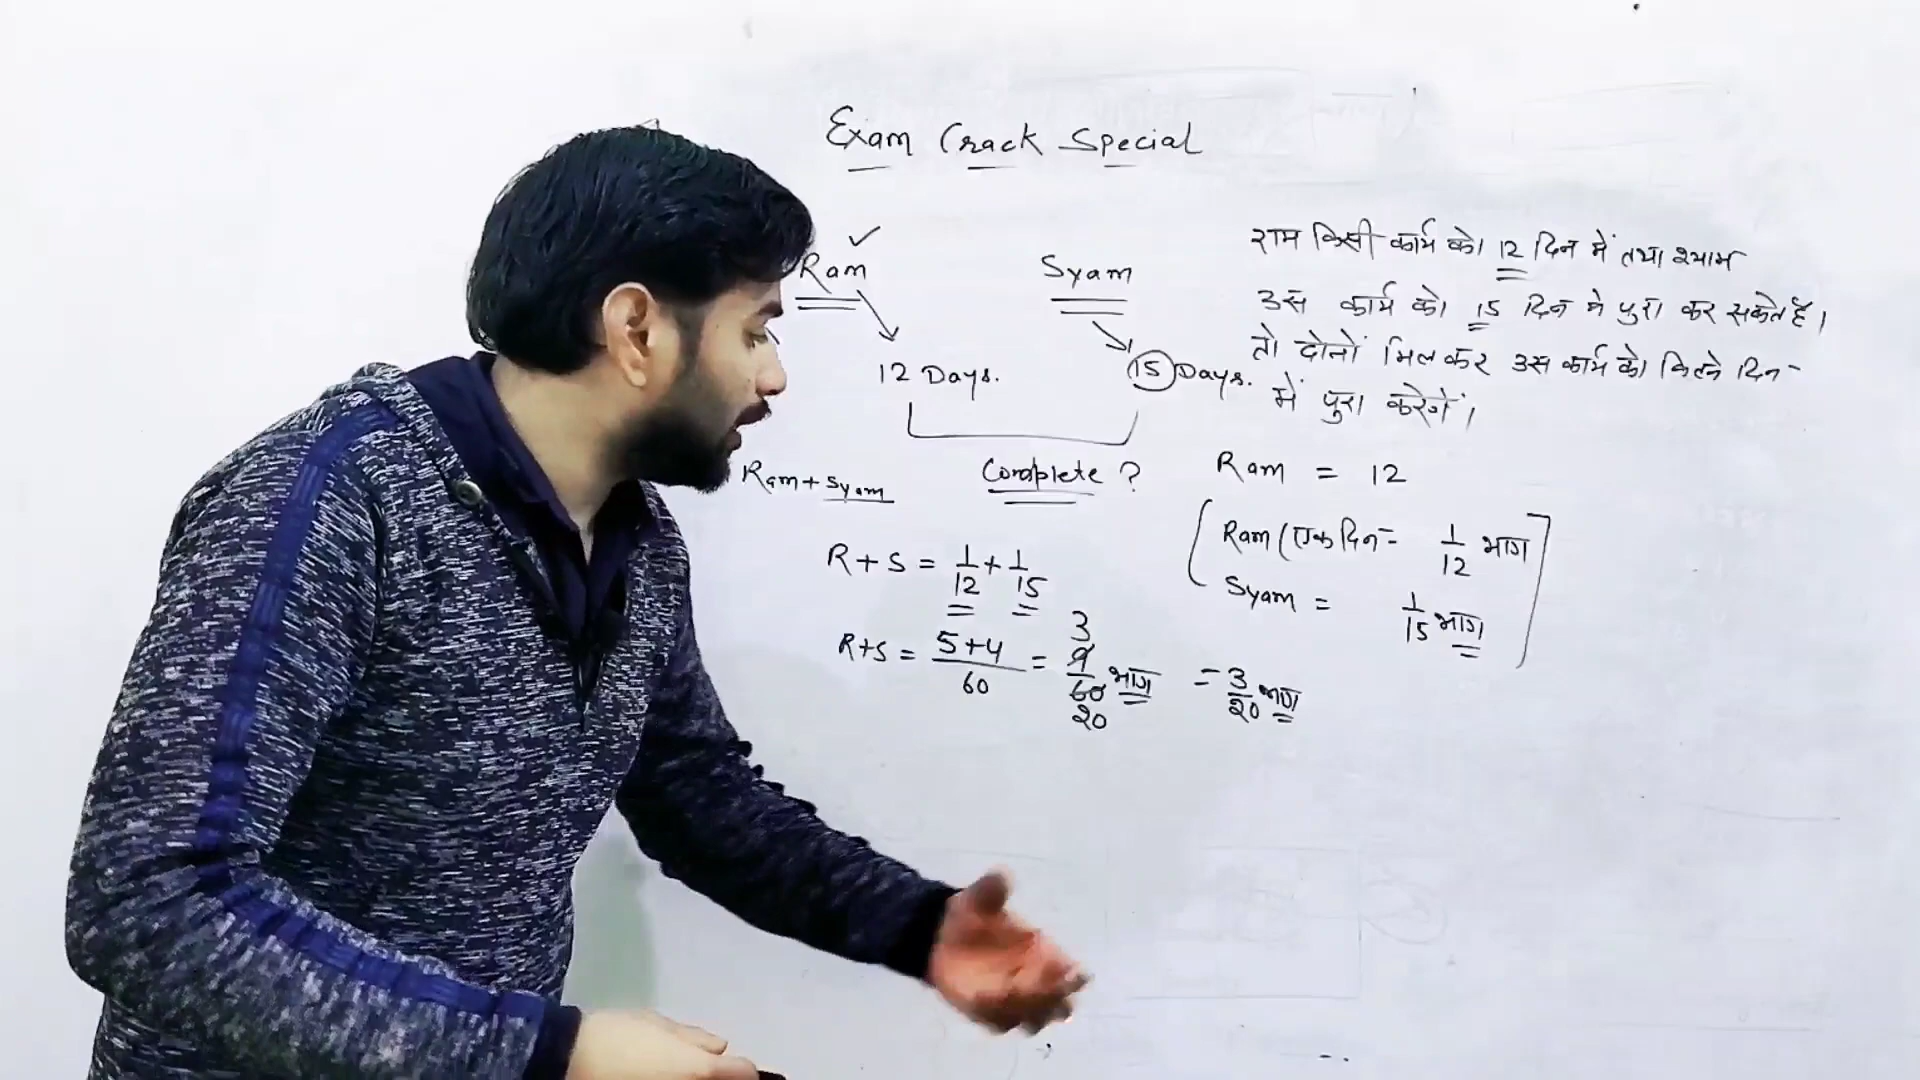 Exam Crack Special
Ram
Syam
12 Days.
15 Days.
Ram + Syam
Complete ?
R + S = 1/12 + 1/15
R+S = 5+4/60 = 9/60 भाग = 3/20 भाग
3
20
राम किसी कार्य को 12 दिन में तथा श्याम
उस कार्य को 15 दिन मे पुरा कर सकते हैं।
तो दोनों मिलकर उस कार्य को कितने दिन-
में पुरा करेगें।
Ram = 12
Ram (एक दिन = 1/12 भाग
Syam = 1/15 भाग